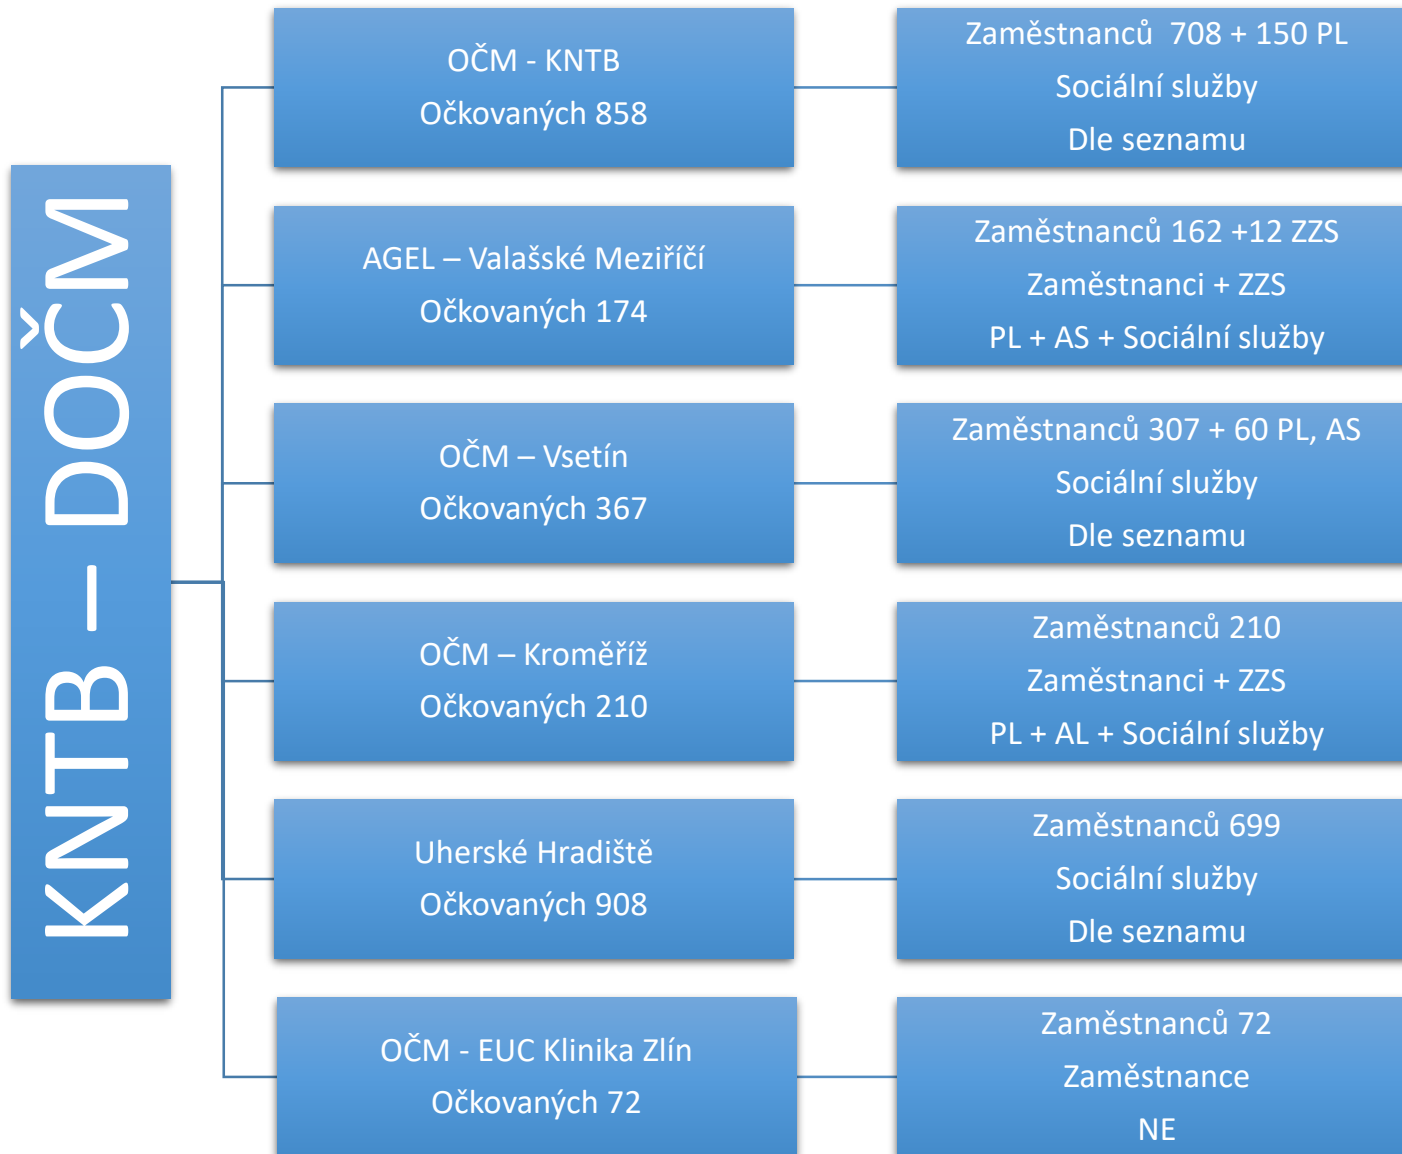 KNTB – DOČM
OČM - KNTB
Očkovaných 858
Zaměstnanců  708 + 150 PL
Sociální služby
Dle seznamu
AGEL – Valašské Meziříčí
Očkovaných 174
Zaměstnanců 162 +12 ZZS
Zaměstnanci + ZZS
PL + AS + Sociální služby
OČM – Vsetín
Očkovaných 367
Zaměstnanců 307 + 60 PL, AS
Sociální služby
Dle seznamu
OČM – Kroměříž
Očkovaných 210
Zaměstnanců 210
Zaměstnanci + ZZS
PL + AL + Sociální služby
Uherské Hradiště
Očkovaných 908
Zaměstnanců 699
Sociální služby
Dle seznamu
OČM - EUC Klinika Zlín
Očkovaných 72
Zaměstnanců 72
Zaměstnance
NE